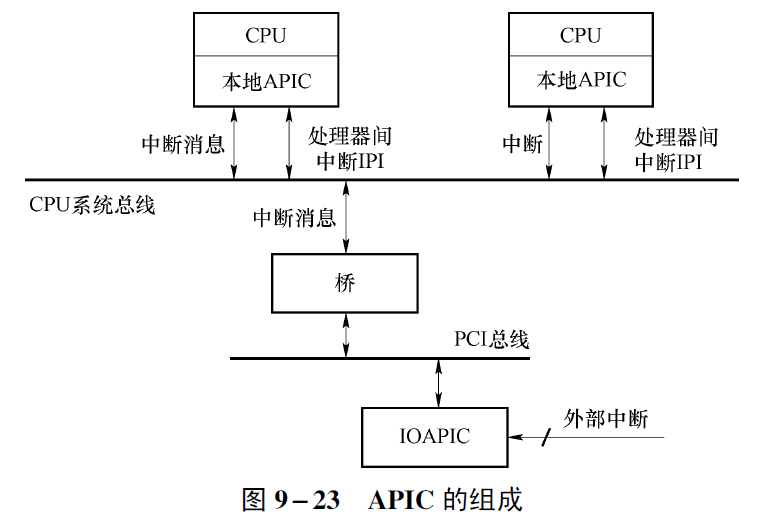 CPU
本地APIC
CPU
本地APIC
中断消息
处理器间
中断IPI
中断
处理器间
中断IPI
CPU系统总线
中断消息
桥
PCI总线
IOAPIC
外部中断
图 9-23 APIC 的组成